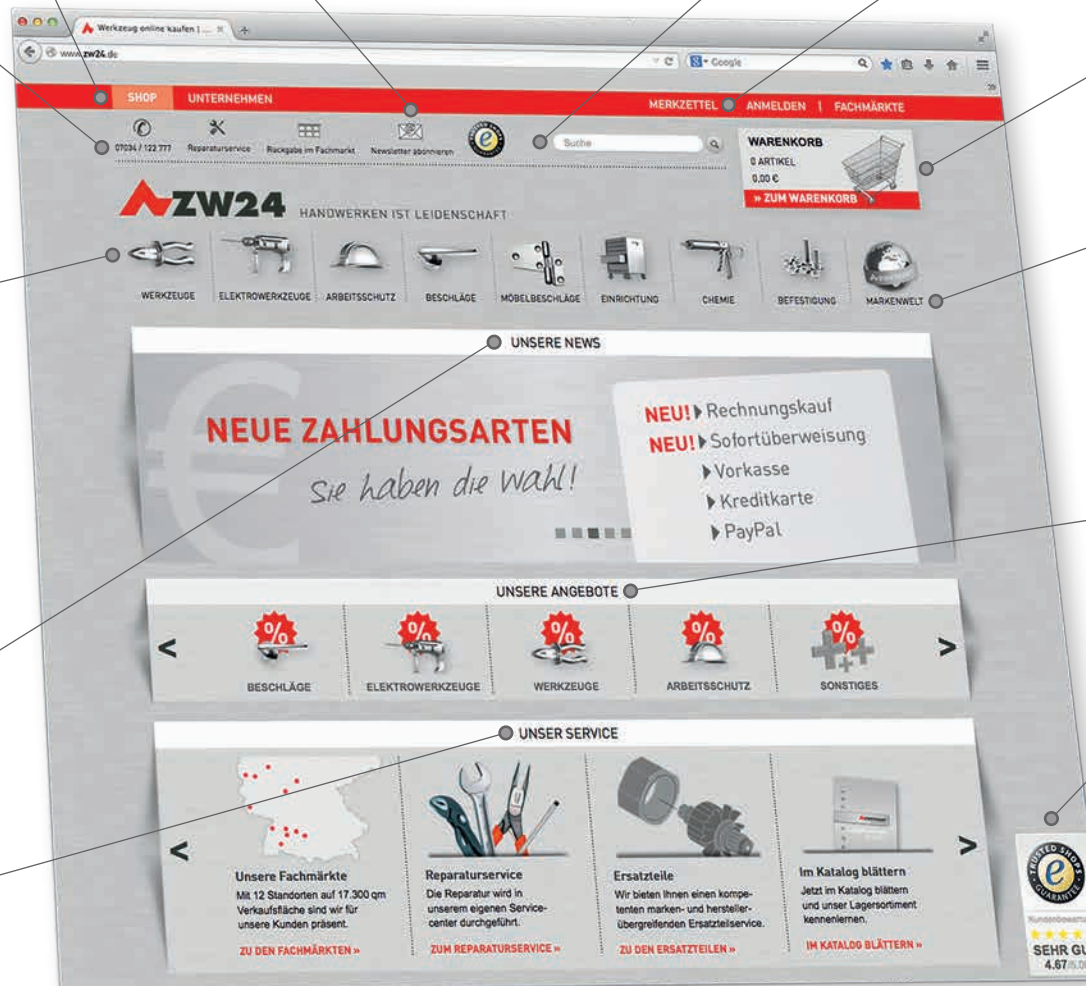 Werkzeug online kaufen | ...
www.zw24.de
Google
SHOP UNTERNEHMEN MERKZETTEL ANMELDEN | FACHMÄRKTE
07034 / 122 777 Reparaturservice Rückgabe im Fachmarkt Newsletter abonnieren
Suche
WARENKORB
0 ARTIKEL
0,00 €
» ZUM WARENKORB
ZW24 HANDWERKEN IST LEIDENSCHAFT
WERKZEUGE ELEKTROWERKZEUGE ARBEITSSCHUTZ BESCHLÄGE MÖBELBESCHLÄGE EINRICHTUNG CHEMIE BEFESTIGUNG MARKENWELT
UNSERE NEWS
NEUE ZAHLUNGSARTEN
Sie haben die Wahl!
NEU! Rechnungskauf
NEU! Sofortüberweisung
Vorkasse
Kreditkarte
PayPal
UNSERE ANGEBOTE
% % % % %
< BESCHLÄGE ELEKTROWERKZEUGE WERKZEUGE ARBEITSSCHUTZ SONSTIGES >
UNSER SERVICE
< >
Unsere Fachmärkte
Mit 12 Standorten auf 17.300 qm
Verkaufsfläche sind wir für
unsere Kunden präsent.
ZU DEN FACHMÄRKTEN »
Reparaturservice
Die Reparatur wird in
unserem eigenen Service-
center durchgeführt.
ZUM REPARATURSERVICE »
Ersatzteile
Wir bieten Ihnen einen kompe-
tenten marken- und hersteller-
übergreifenden Ersatzteilservice.
ZU DEN ERSATZTEILEN »
Im Katalog blättern
Jetzt im Katalog blättern
und unser Lagersortiment
kennenlernen.
IM KATALOG BLÄTTERN »
TRUSTED SHOPS
GUARANTEE
SEHR GU
4.67